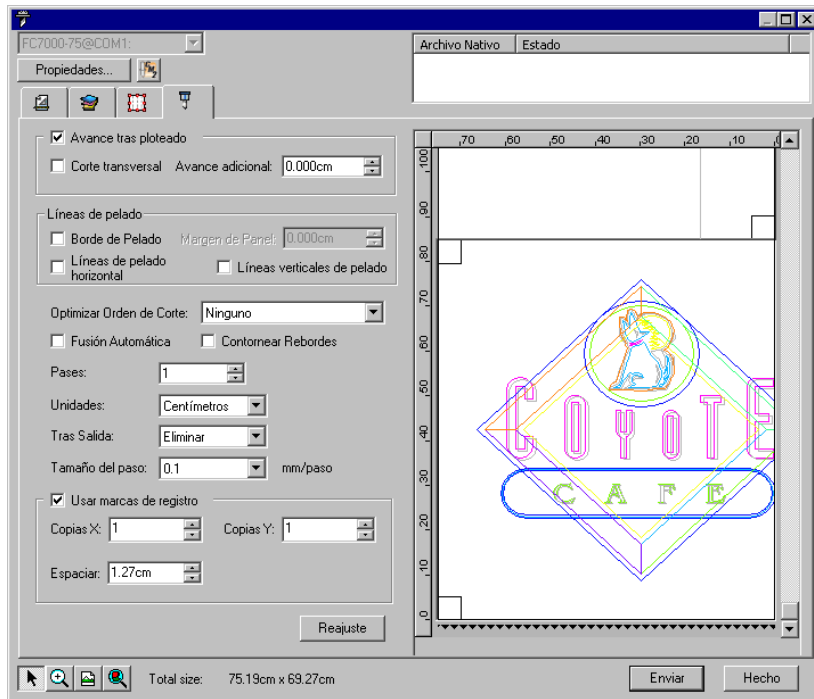 FC7000-75@COM1:
Archivo Nativo Estado
Propiedades...
Avance tras ploteado
Corte transversal Avance adicional: 0.000cm
Líneas de pelado
Borde de Pelado Margen de Panel: 0.000cm
Líneas de pelado horizontal Líneas verticales de pelado
Optimizar Orden de Corte: Ninguno
Fusión Automática Contornear Rebordes
Pases: 1
Unidades: Centímetros
Tras Salida: Eliminar
Tamaño del paso: 0.1 mm/paso
Usar marcas de registro
Copias X: 1 Copias Y: 1
Espaciar: 1.27cm
Reajuste
70 60 50 40 30 20 10
100
90
80
70
60
50
40
30
20
10
0
COYOTE
CAFE
Total size: 75.19cm x 69.27cm
Enviar Hecho